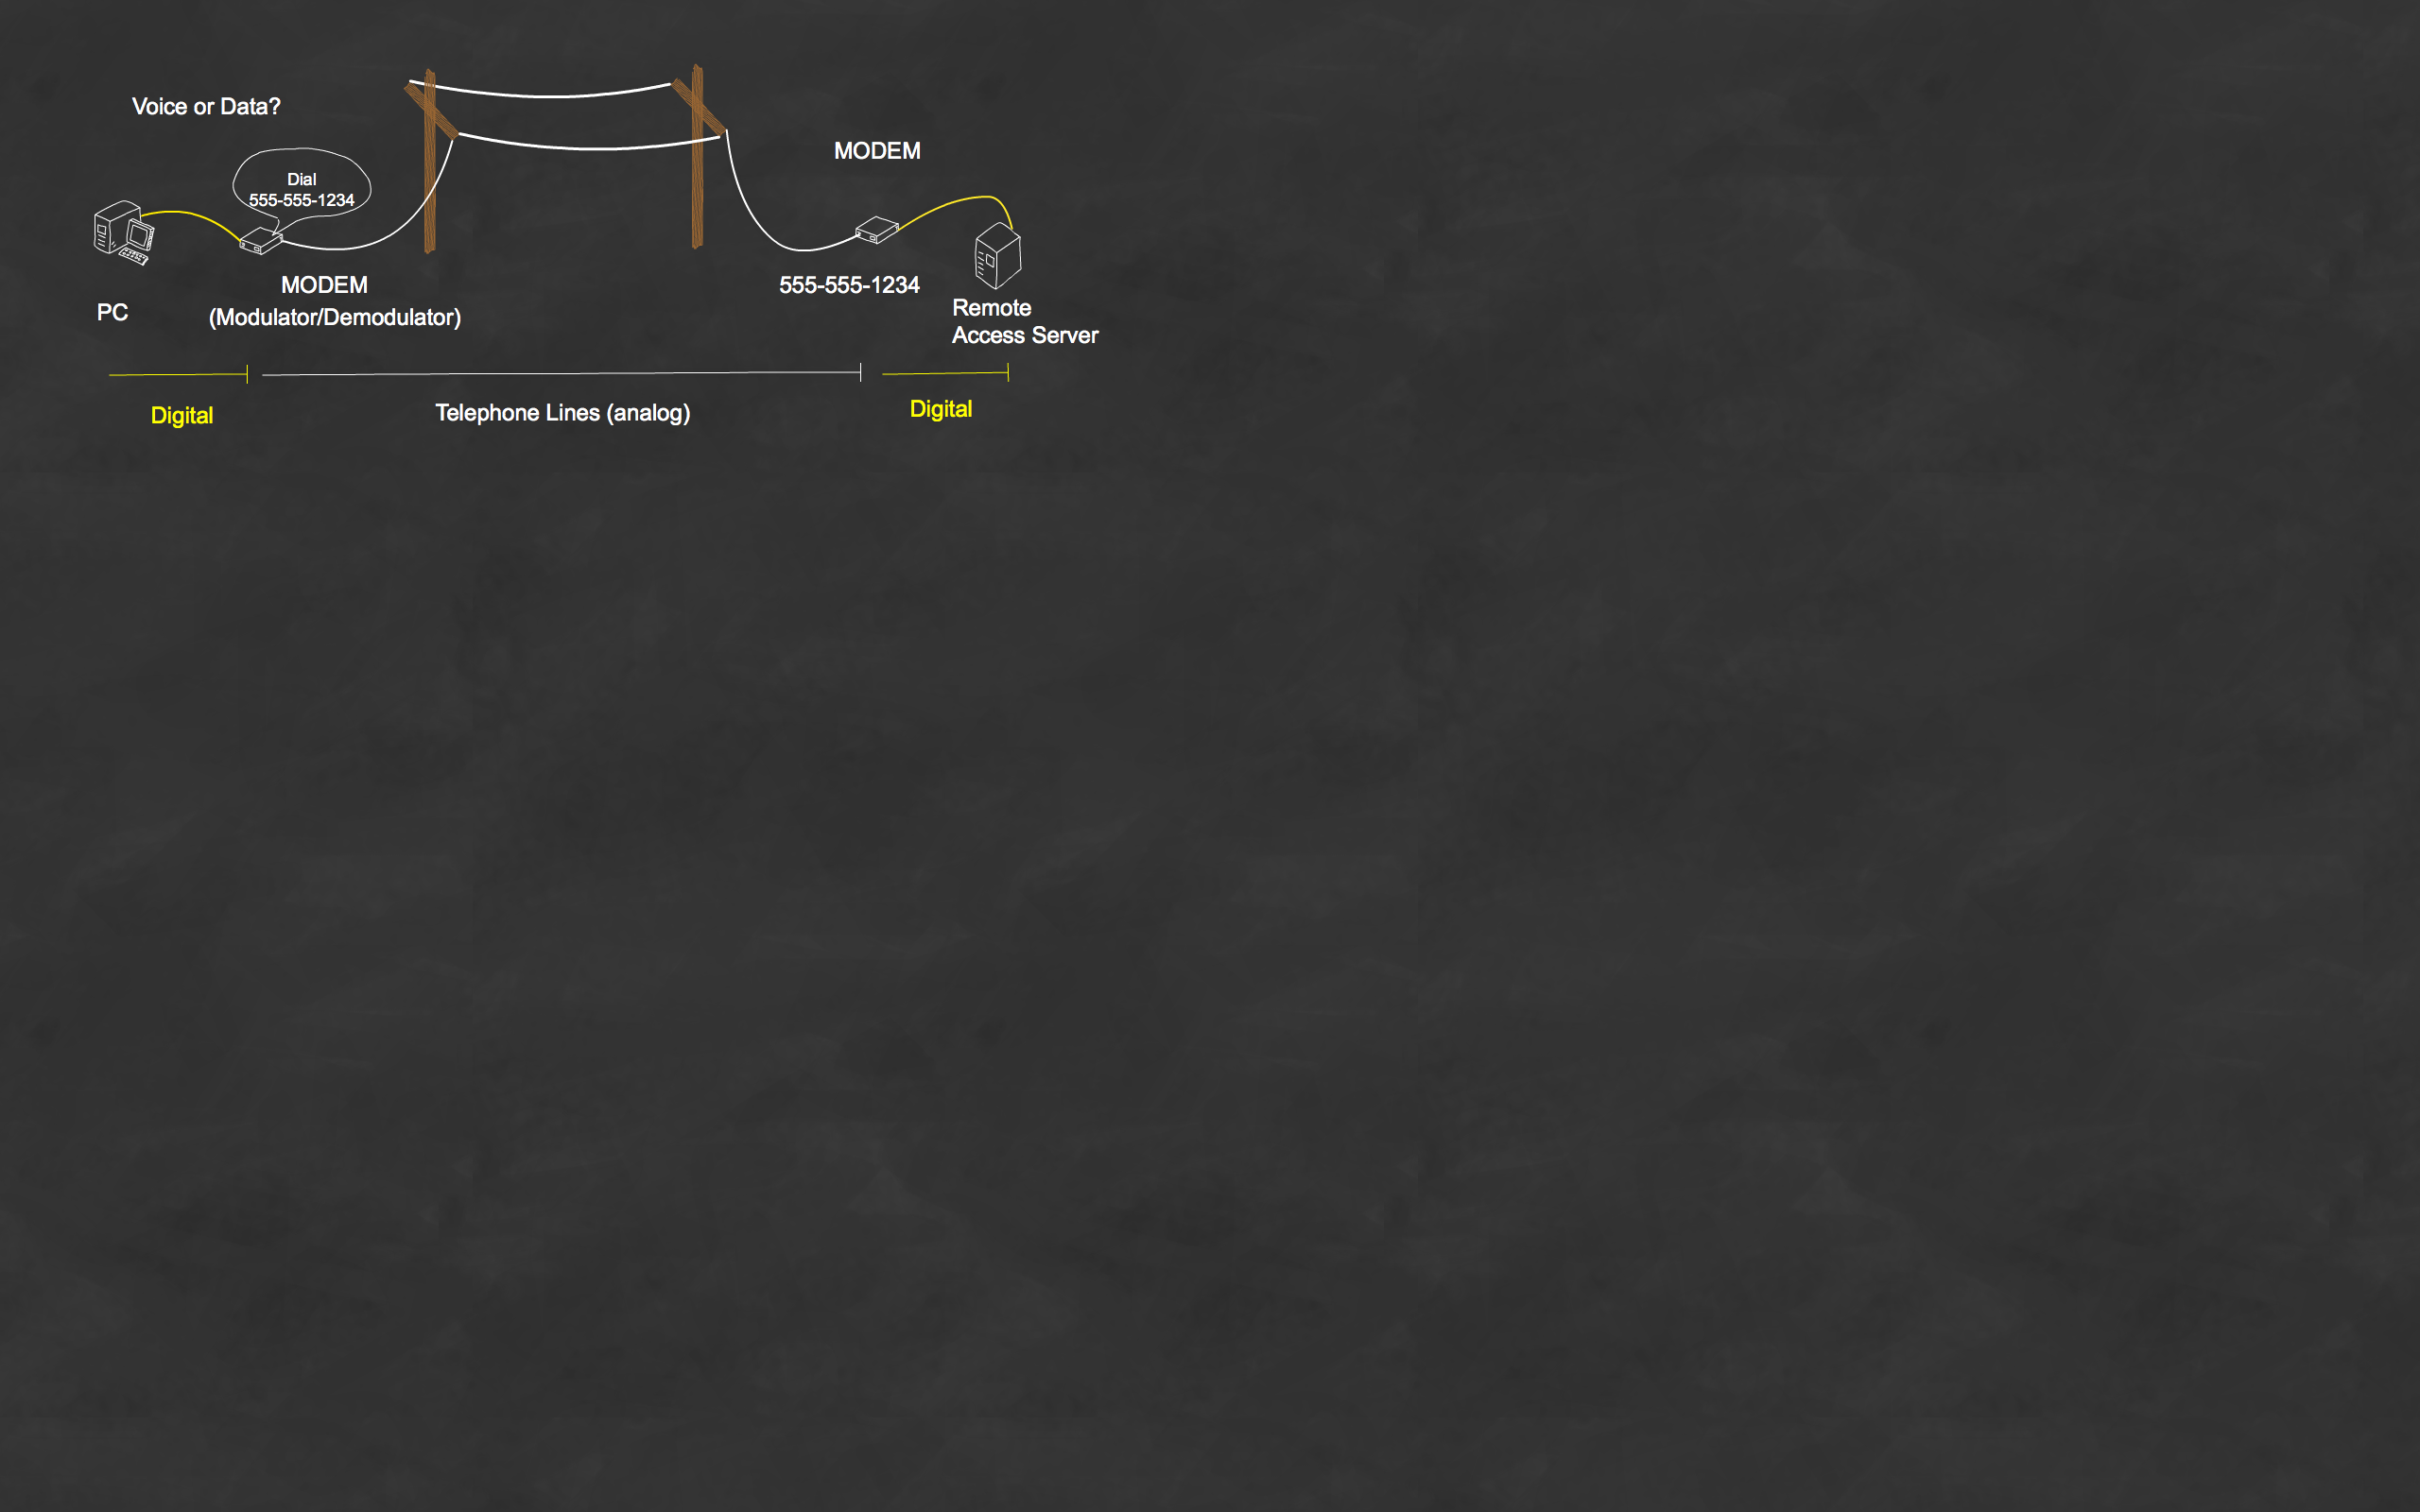 Voice or Data?
MODEM
Dial
555-555-1234
MODEM
(Modulator/Demodulator)
555-555-1234
PC
Remote
Access Server
Digital
Telephone Lines (analog)
Digital